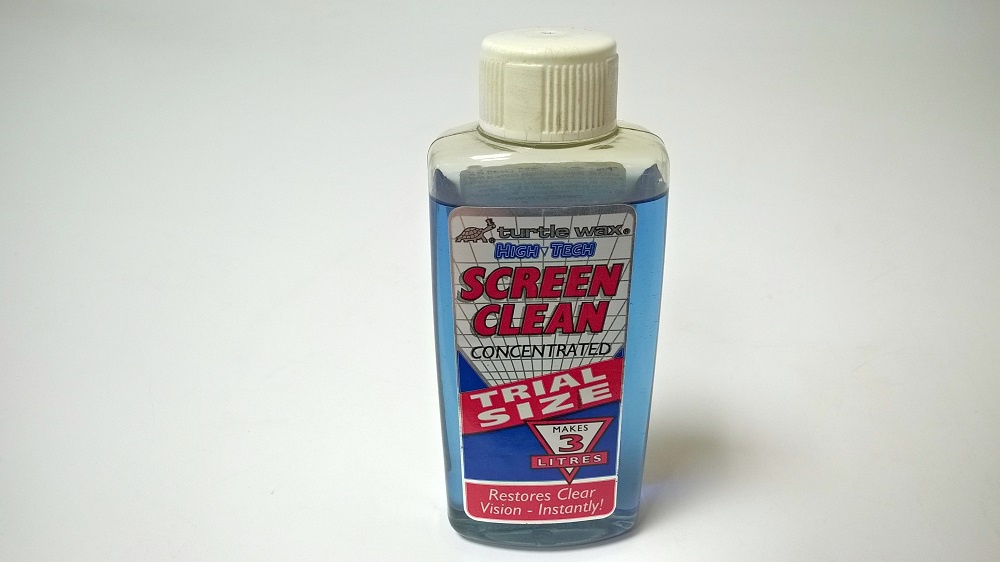 turtle wax®
HIGH TECH
SCREEN
CLEAN
CONCENTRATED
TRIAL
SIZE
MAKES
3
LITRES
Restores Clear
Vision - Instantly!